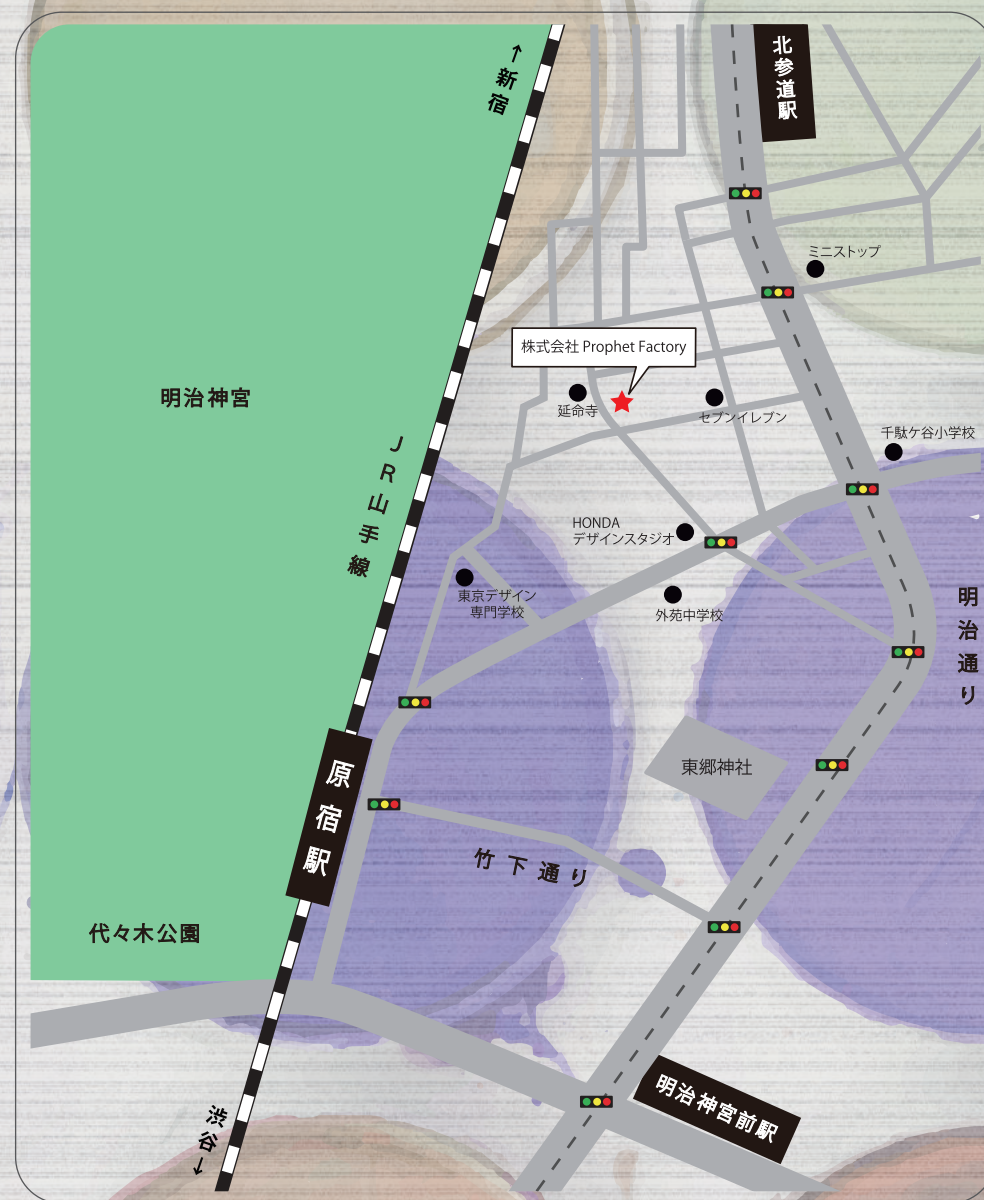 ↑新宿
北参道駅
ミニストップ
株式会社 Prophet Factory
明治神宮
延命寺
セブンイレブン
千駄ケ谷小学校
JR山手線
HONDA
デザインスタジオ
東京デザイン
専門学校
外苑中学校
明治通り
東郷神社
原宿駅
竹下通り
代々木公園
明治神宮前駅
渋谷↓